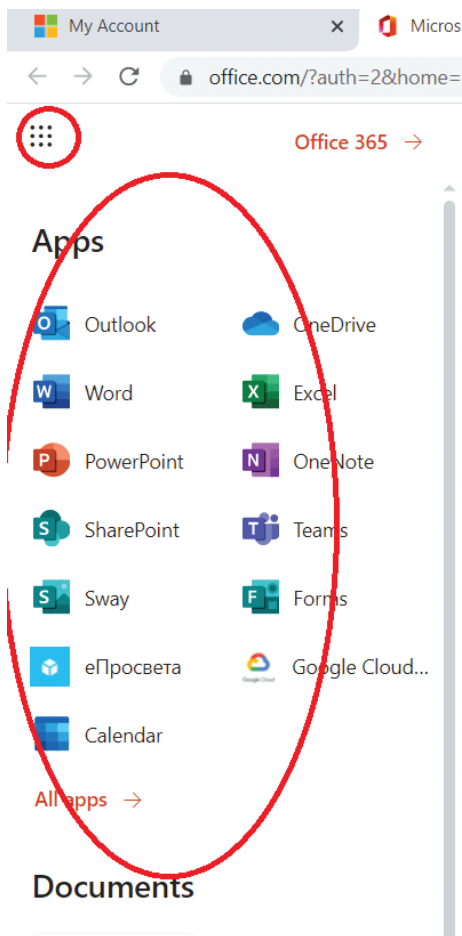 My Account
Micros
office.com/?auth=2&home=
Office 365 →
Apps
Outlook OneDrive
Word Excel
PowerPoint OneNote
SharePoint Teams
Sway Forms
еПросвета Google Cloud...
Calendar
All apps →
Documents